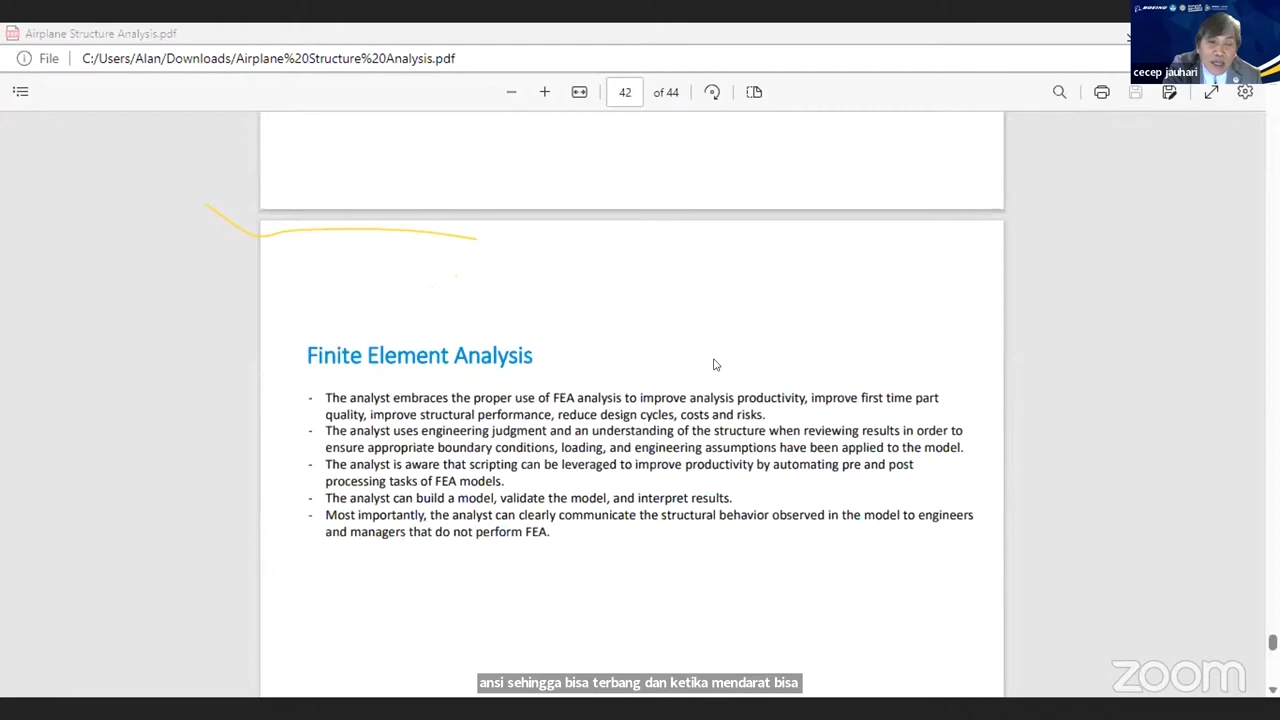 Airplane Structure Analysis.pdf
File C:/Users/Alan/Downloads/Airplane%20Structure%20Analysis.pdf
42 of 44
BOEING
cecep jauhari
Finite Element Analysis
- The analyst embraces the proper use of FEA analysis to improve analysis productivity, improve first time part
quality, improve structural performance, reduce design cycles, costs and risks.
- The analyst uses engineering judgment and an understanding of the structure when reviewing results in order to
ensure appropriate boundary conditions, loading, and engineering assumptions have been applied to the model.
- The analyst is aware that scripting can be leveraged to improve productivity by automating pre and post
processing tasks of FEA models.
- The analyst can build a model, validate the model, and interpret results.
- Most importantly, the analyst can clearly communicate the structural behavior observed in the model to engineers
and managers that do not perform FEA.
ansi sehingga bisa terbang dan ketika mendarat bisa
zoom